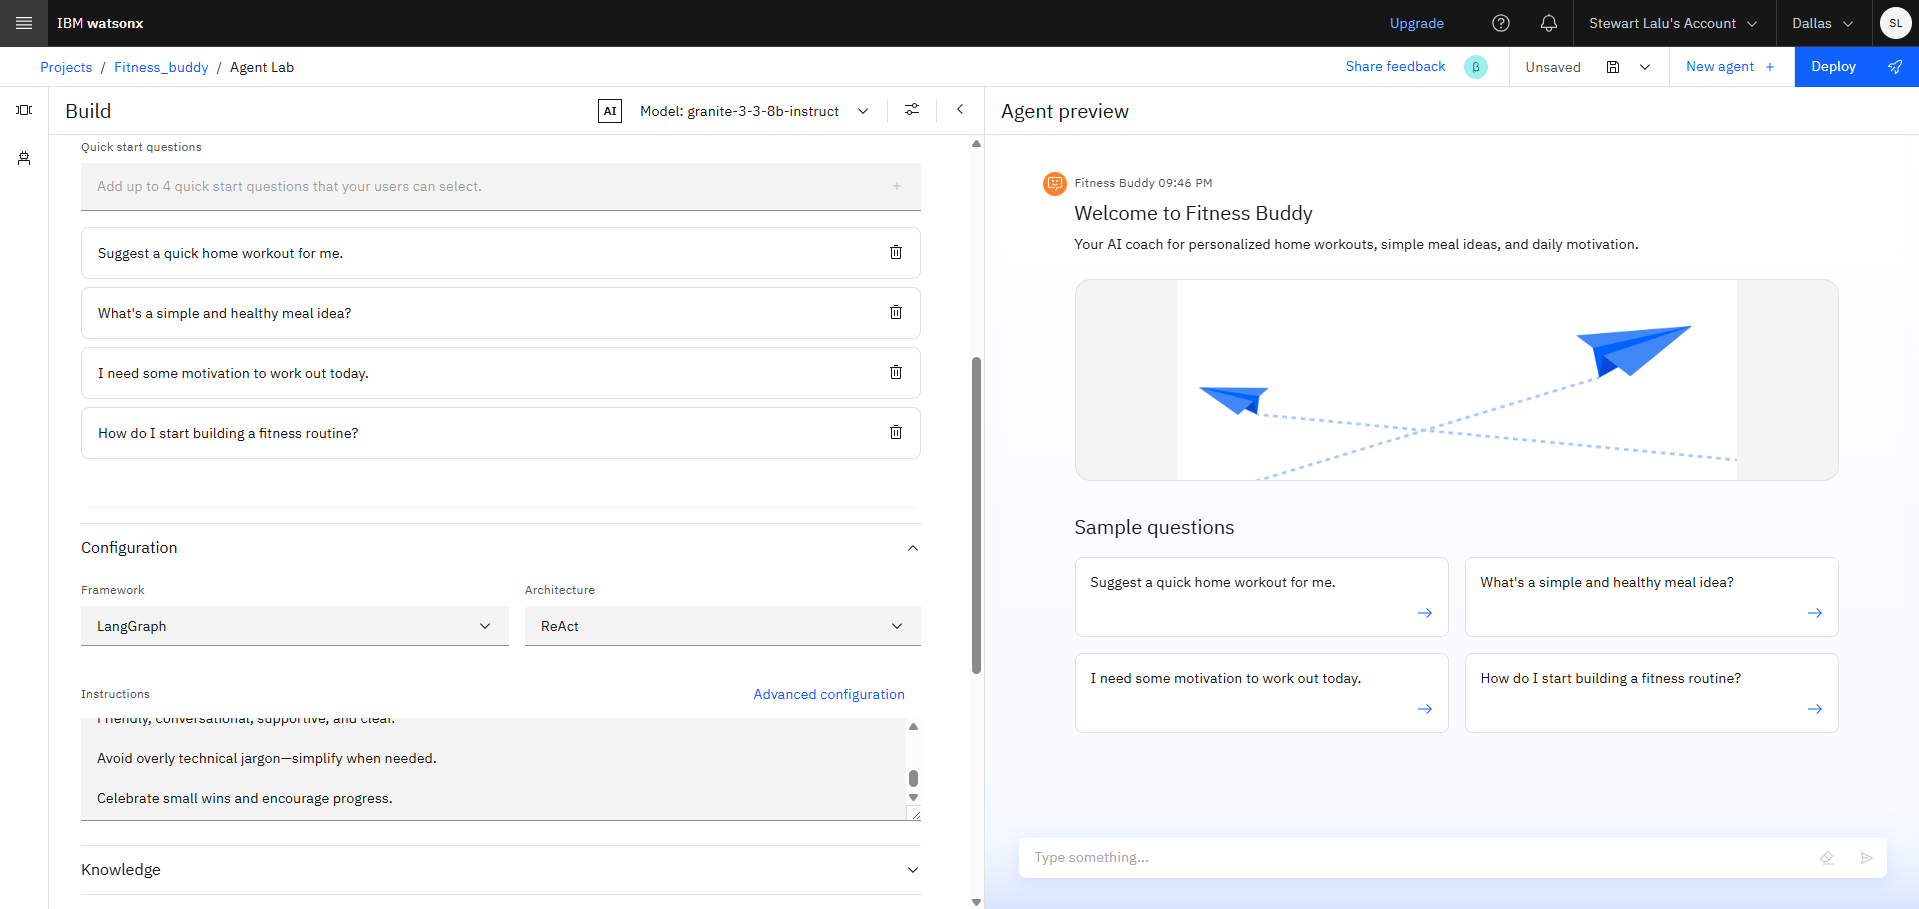 IBM watsonx
Upgrade
Stewart Lalu's Account
Dallas
SL
Projects / Fitness_buddy / Agent Lab
Share feedback
β
Unsaved
New agent +
Deploy
Build
AI
Model: granite-3-3-8b-instruct
Quick start questions
Add up to 4 quick start questions that your users can select.
Suggest a quick home workout for me.
What's a simple and healthy meal idea?
I need some motivation to work out today.
How do I start building a fitness routine?
Configuration
Framework
LangGraph
Architecture
ReAct
Instructions
Advanced configuration
Friendly, conversational, supportive, and clear.
Avoid overly technical jargon—simplify when needed.
Celebrate small wins and encourage progress.
Knowledge
Agent preview
Fitness Buddy 09:46 PM
Welcome to Fitness Buddy
Your AI coach for personalized home workouts, simple meal ideas, and daily motivation.
Sample questions
Suggest a quick home workout for me.
What's a simple and healthy meal idea?
I need some motivation to work out today.
How do I start building a fitness routine?
Type something...